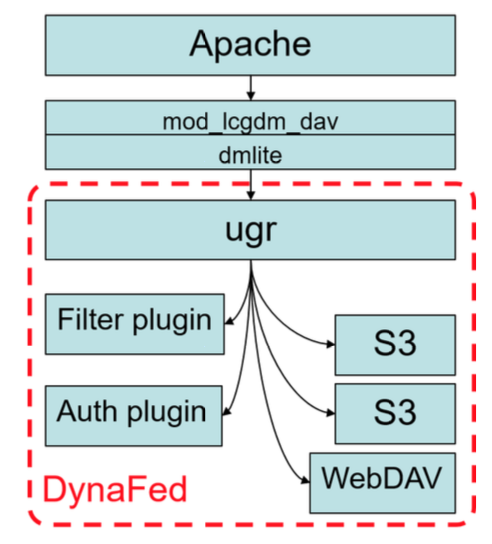 Apache
mod_lcgdm_dav
dmlite
ugr
Filter plugin
S3
Auth plugin
S3
WebDAV
DynaFed